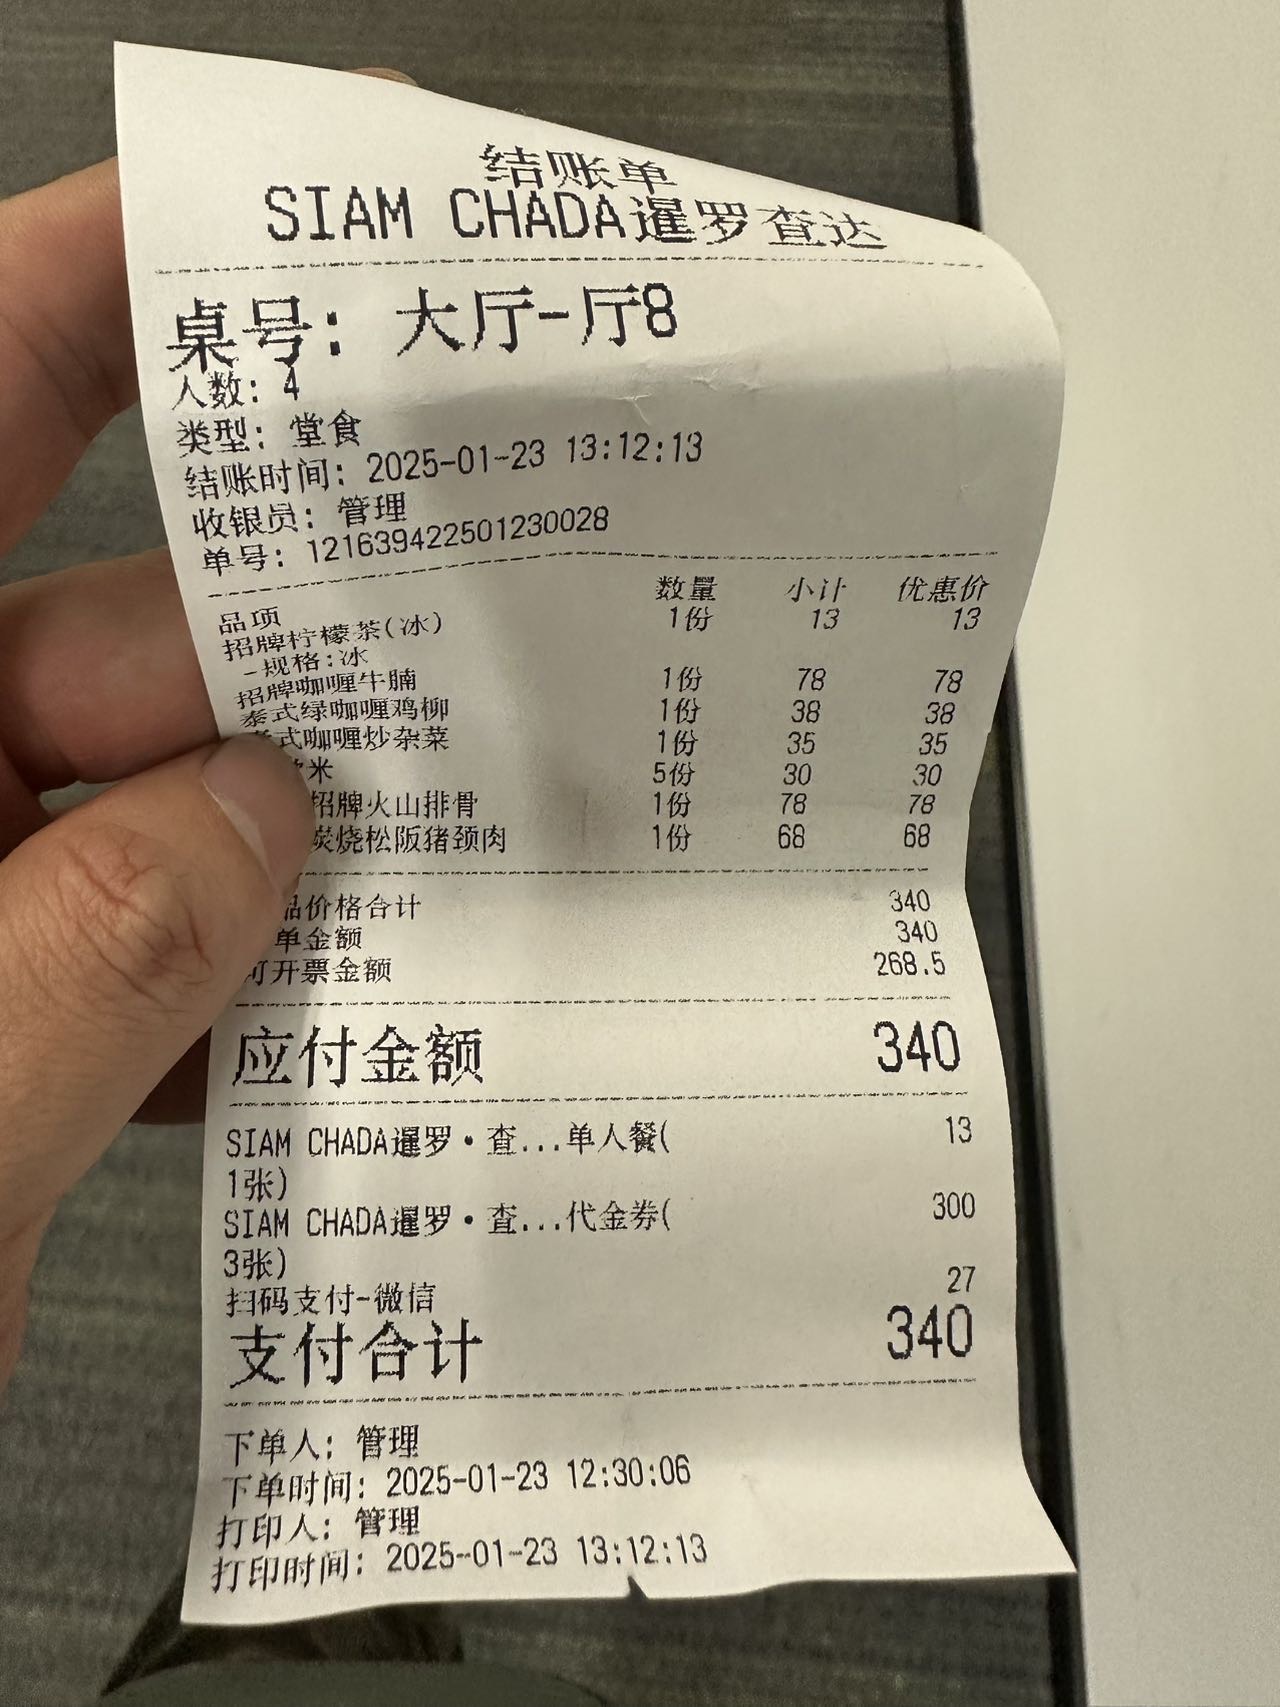 结账单
SIAM CHADA暹罗查达
桌号：大厅-厅8
人数：4
类型：堂食
结账时间：2025-01-23 13:12:13
收银员：管理
单号：121639422501230028
品项 数量 小计 优惠价
招牌柠檬茶(冰) 1份 13 13
-规格:冰
招牌咖喱牛腩 1份 78 78
泰式绿咖喱鸡柳 1份 38 38
式咖喱炒杂菜 1份 35 35
米 5份 30 30
招牌火山排骨 1份 78 78
炭烧松阪猪颈肉 1份 68 68
品价格合计 340
单金额 340
可开票金额 268.5
应付金额 340
SIAM CHADA暹罗·查...单人餐( 13
1张)
SIAM CHADA暹罗·查...代金券( 300
3张)
扫码支付-微信 27
支付合计 340
下单人：管理
下单时间：2025-01-23 12:30:06
打印人：管理
打印时间：2025-01-23 13:12:13